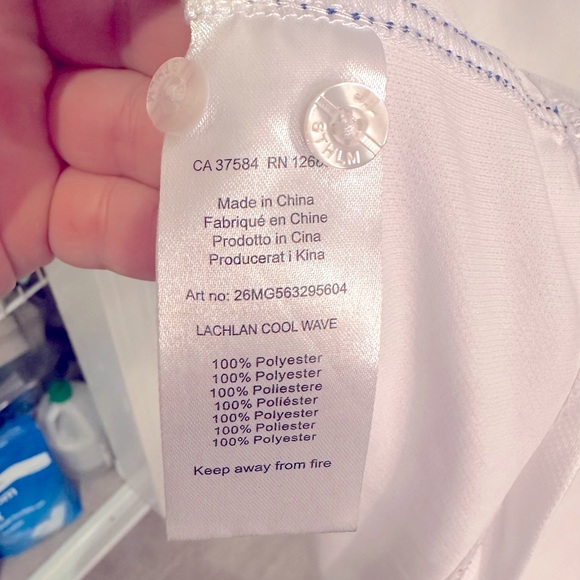 STHLM
CA 37584 RN
Made in China
Fabriqué en Chine
Prodotto in Cina
Producerat i Kina
Art no: 26MG563295604
LACHLAN COOL WAVE
100% Polyester
100% Polyester
100% Poliestere
100% Poliéster
100% Polyester
100% Poliester
100% Polyester
Keep away from fire